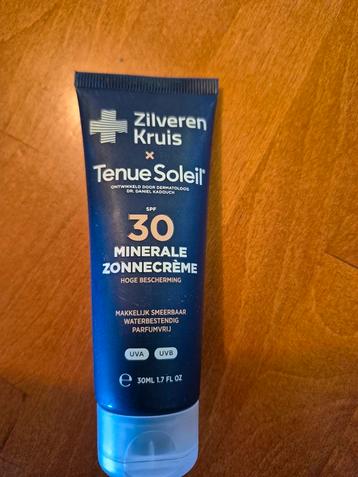 Zilveren
Kruis
×
Tenue Soleil®
ONTWIKKELD DOOR DERMATOLOOG
DR. DANIEL KADOUCH
SPF
30
MINERALE
ZONNECRÈME
HOGE BESCHERMING
MAKKELIJK SMEERBAAR
WATERBESTENDIG
PARFUMVRIJ
UVA UVB
℮ 30ML 1.7 FL OZ